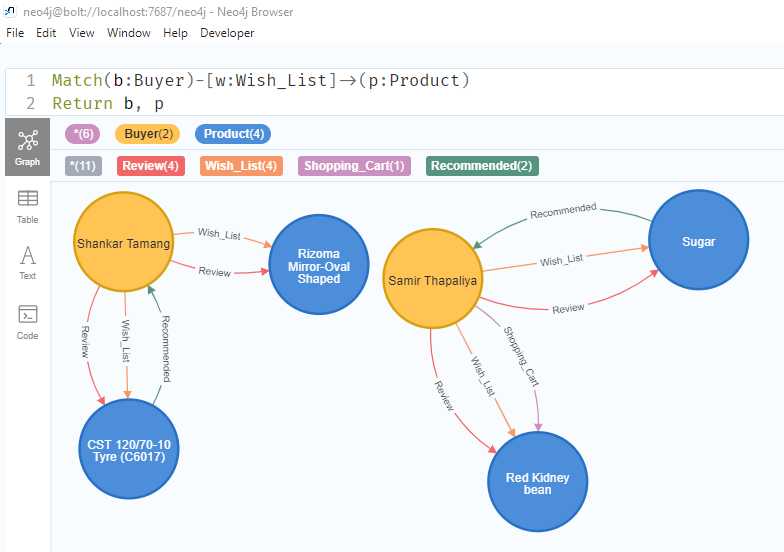 neo4j@bolt://localhost:7687/neo4j - Neo4j Browser
File Edit View Window Help Developer
1 Match(b:Buyer)-[w:Wish_List]->(p:Product)
2 Return b, p
*(6) Buyer(2) Product(4)
*(11) Review(4) Wish_List(4) Shopping_Cart(1) Recommended(2)
Graph
Table
A
Text
Code
Shankar Tamang
Wish_List
Review
Rizoma
Mirror-Oval
Shaped
Review
Wish_List
Recommended
CST 120/70-10
Tyre (C6017)
Samir Thapaliya
Recommended
Wish_List
Review
Sugar
Shopping_Cart
Wish_List
Review
Red Kidney
bean